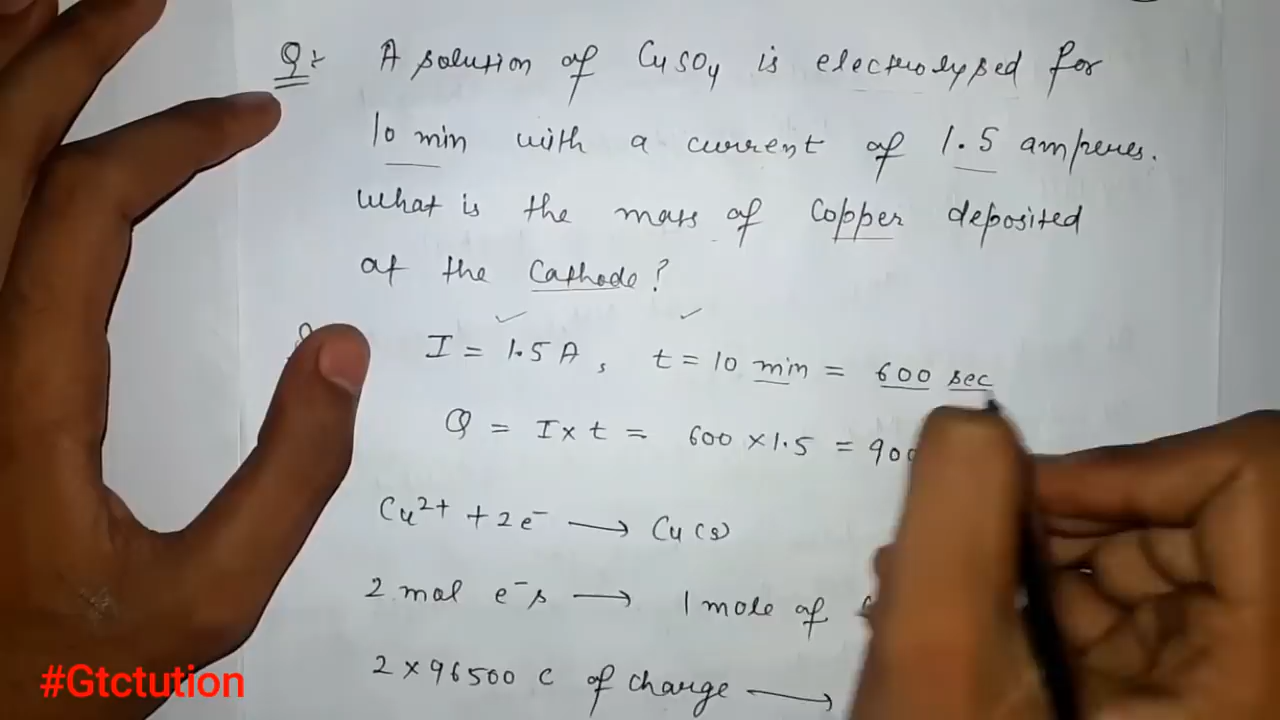 Q:
A solution of CuSO4 is electrolysed for
10 min with a current of 1.5 amperes.
What is the mass of Copper deposited
at the Cathode?
I = 1.5 A, t = 10 min = 600 sec
Q = I × t = 600 × 1.5 = 900
Cu²⁺ + 2e⁻ → Cu(s)
2 mol e⁻s → 1 mole of
2 × 96500 C of charge →
#Gtctution